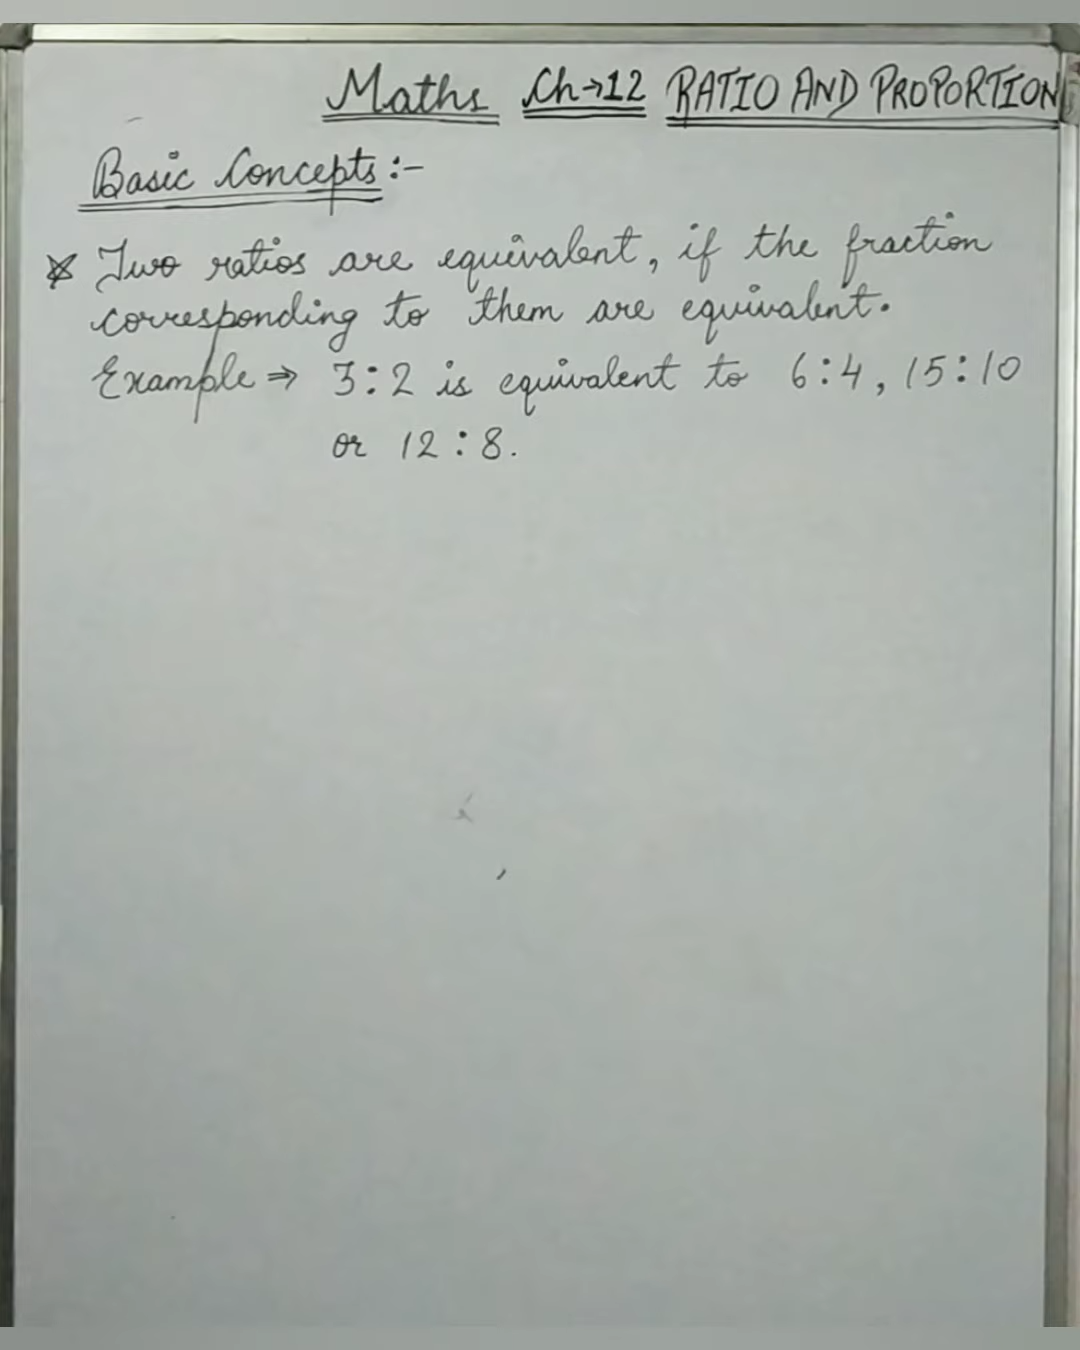 Maths Ch→12 RATIO AND PROPORTION
Basic Concepts:-
* Two ratios are equivalent, if the fraction
corresponding to them are equivalent.
Example ⇒ 3:2 is equivalent to 6:4, 15:10
or 12:8.